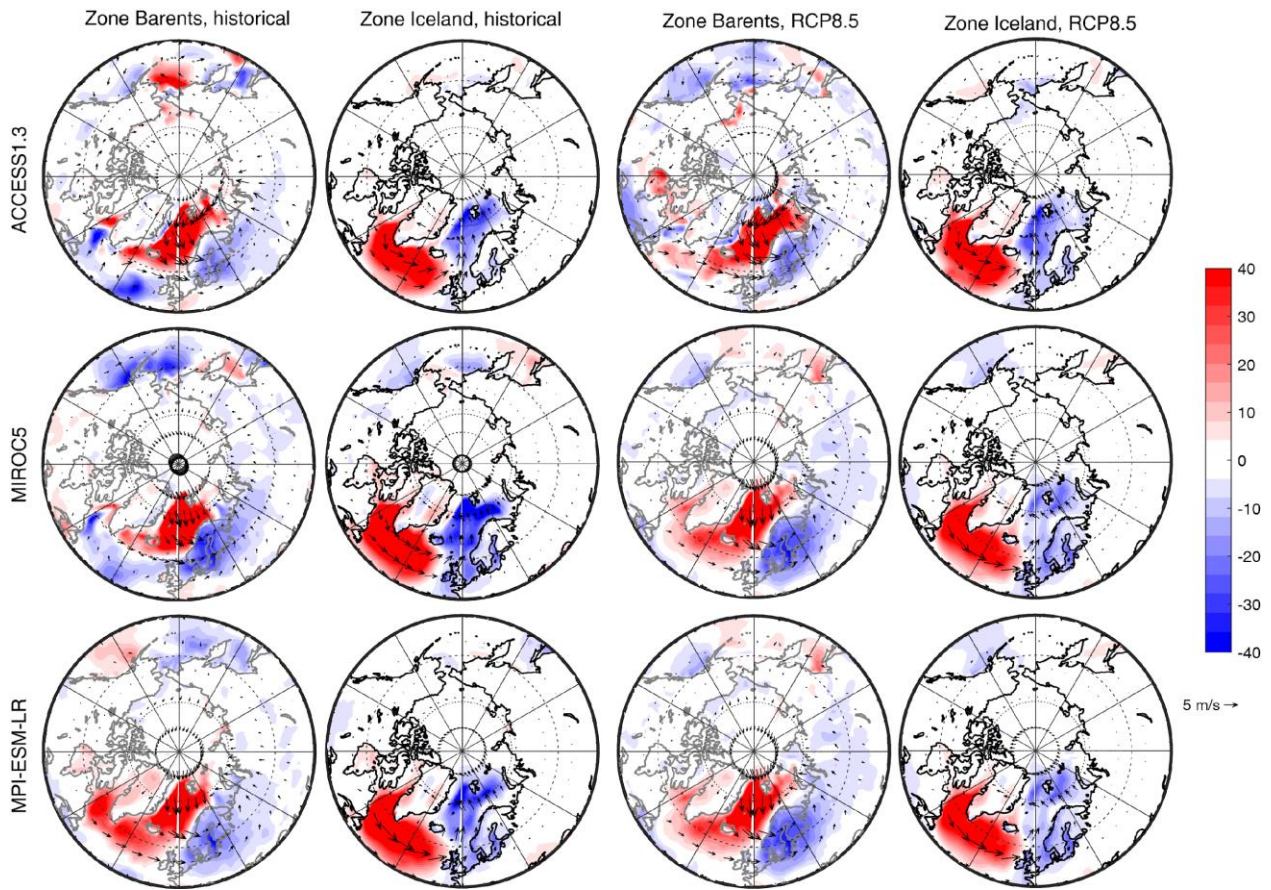 Zone Barents, historical
Zone Iceland, historical
Zone Barents, RCP8.5
Zone Iceland, RCP8.5
ACCESS1.3
MIROC5
MPI-ESM-LR
40
30
20
10
0
-10
-20
-30
-40
5 m/s